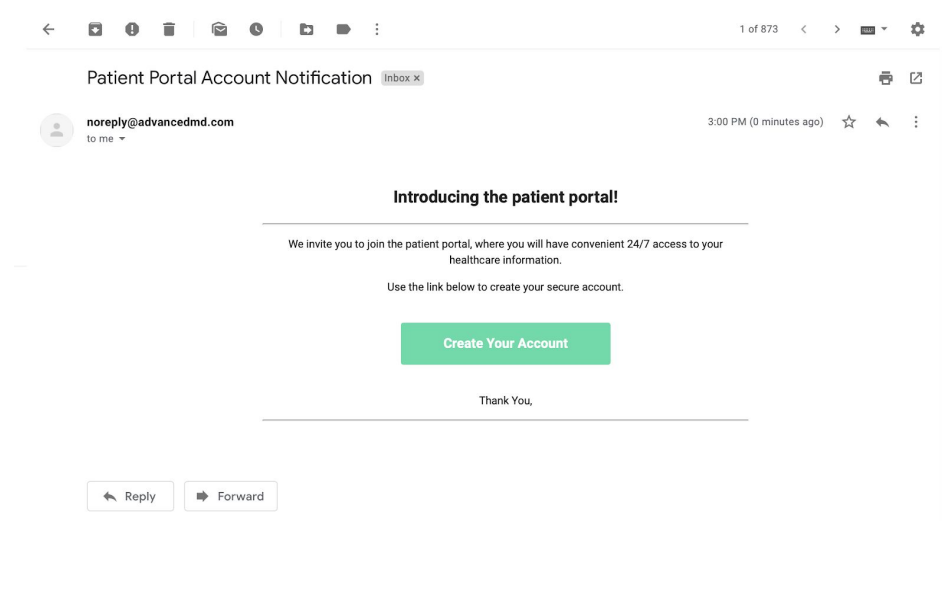 1 of 873
Patient Portal Account Notification Inbox ×
noreply@advancedmd.com 3:00 PM (0 minutes ago)
to me
Introducing the patient portal!
We invite you to join the patient portal, where you will have convenient 24/7 access to your
healthcare information.
Use the link below to create your secure account.
Create Your Account
Thank You,
Reply Forward